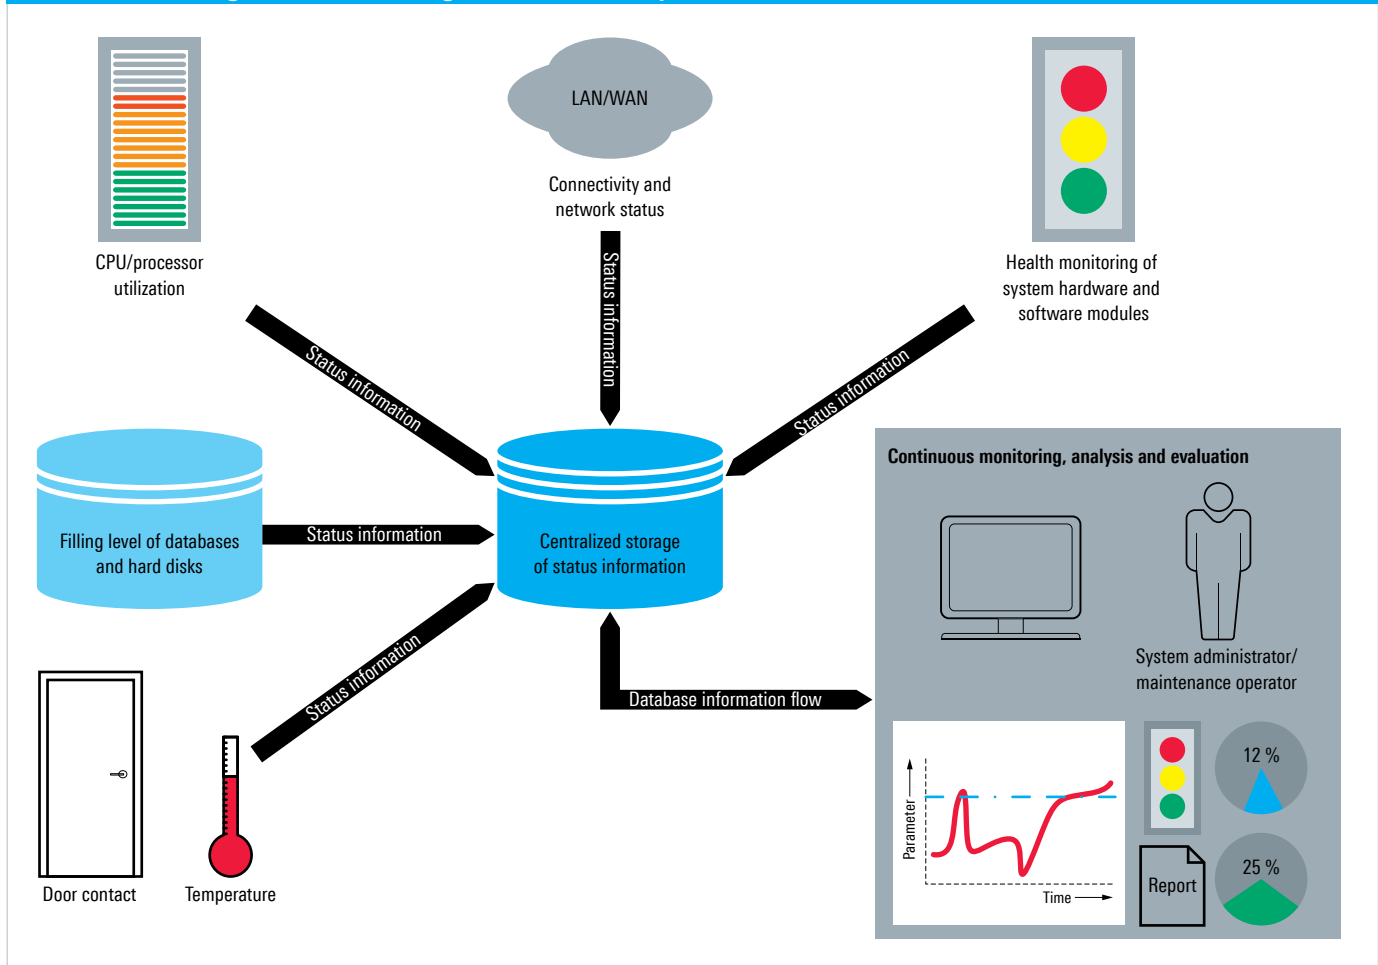 LAN/WAN
Connectivity and
network status
CPU/processor
utilization
Health monitoring of
system hardware and
software modules
Status information
Status information
Status information
Filling level of databases
and hard disks
Status information
Centralized storage
of status information
Status information
Door contact
Temperature
Database information flow
Continuous monitoring, analysis and evaluation
System administrator/
maintenance operator
Parameter
Time
12 %
Report
25 %